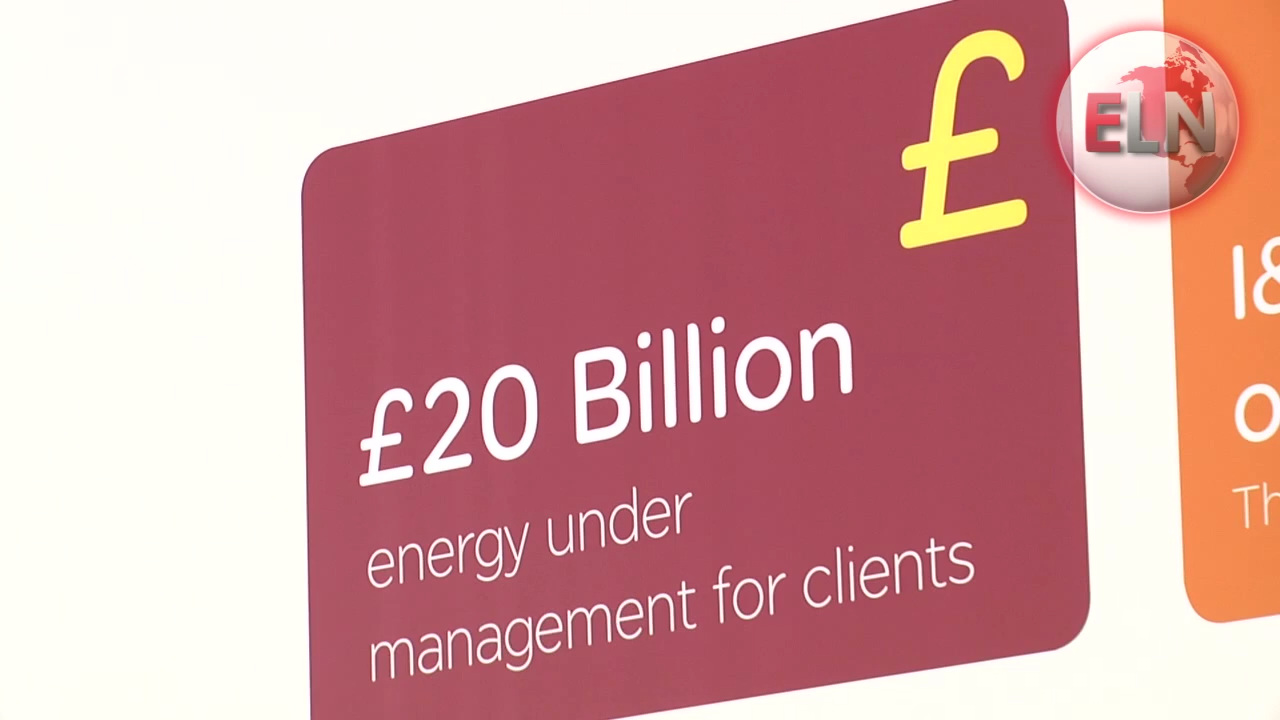 £
£20 Billion
energy under
management for clients
ELN